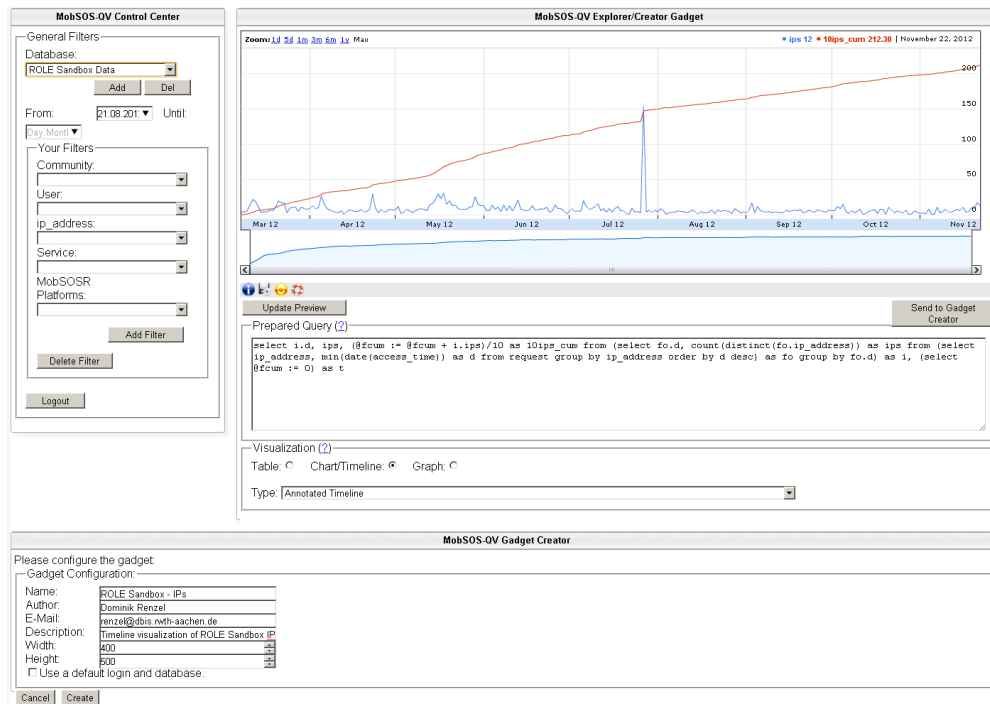 MobSOS-QV Control Center
General Filters
Database:
ROLE Sandbox Data
Add Del
From: 21.08.201: Until:
Day. Montl
Your Filters
Community:
User:
ip_address:
Service:
MobSOSR
Platforms:
Add Filter
Delete Filter
Logout
MobSOS-QV Explorer/Creator Gadget
Zoom: 1d 5d 1m 3m 6m 1y Max
ips 12 10ips_cum 212.30 | November 22, 2012
200
150
100
50
0
Mar 12 Apr 12 May 12 Jun 12 Jul 12 Aug 12 Sep 12 Oct 12 Nov 12
Update Preview
Send to Gadget
Creator
Prepared Query (?)
select i.d, ips, (@fcum := @fcum + i.ips)/10 as 10ips_cum from (select fo.d, count(distinct(fo.ip_address)) as ips from (select
ip_address, min(date(access_time)) as d from request group by ip_address order by d desc) as fo group by fo.d) as i, (select
@fcum := 0) as t
Visualization (?)
Table: Chart/Timeline: Graph:
Type: Annotated Timeline
MobSOS-QV Gadget Creator
Please configure the gadget:
Gadget Configuration:
Name: ROLE Sandbox - IPs
Author: Dominik Renzel
E-Mail: renzel@dbis.rwth-aachen.de
Description: Timeline visualization of ROLE Sandbox IP
Width: 400
Height: 500
Use a default login and database.
Cancel Create